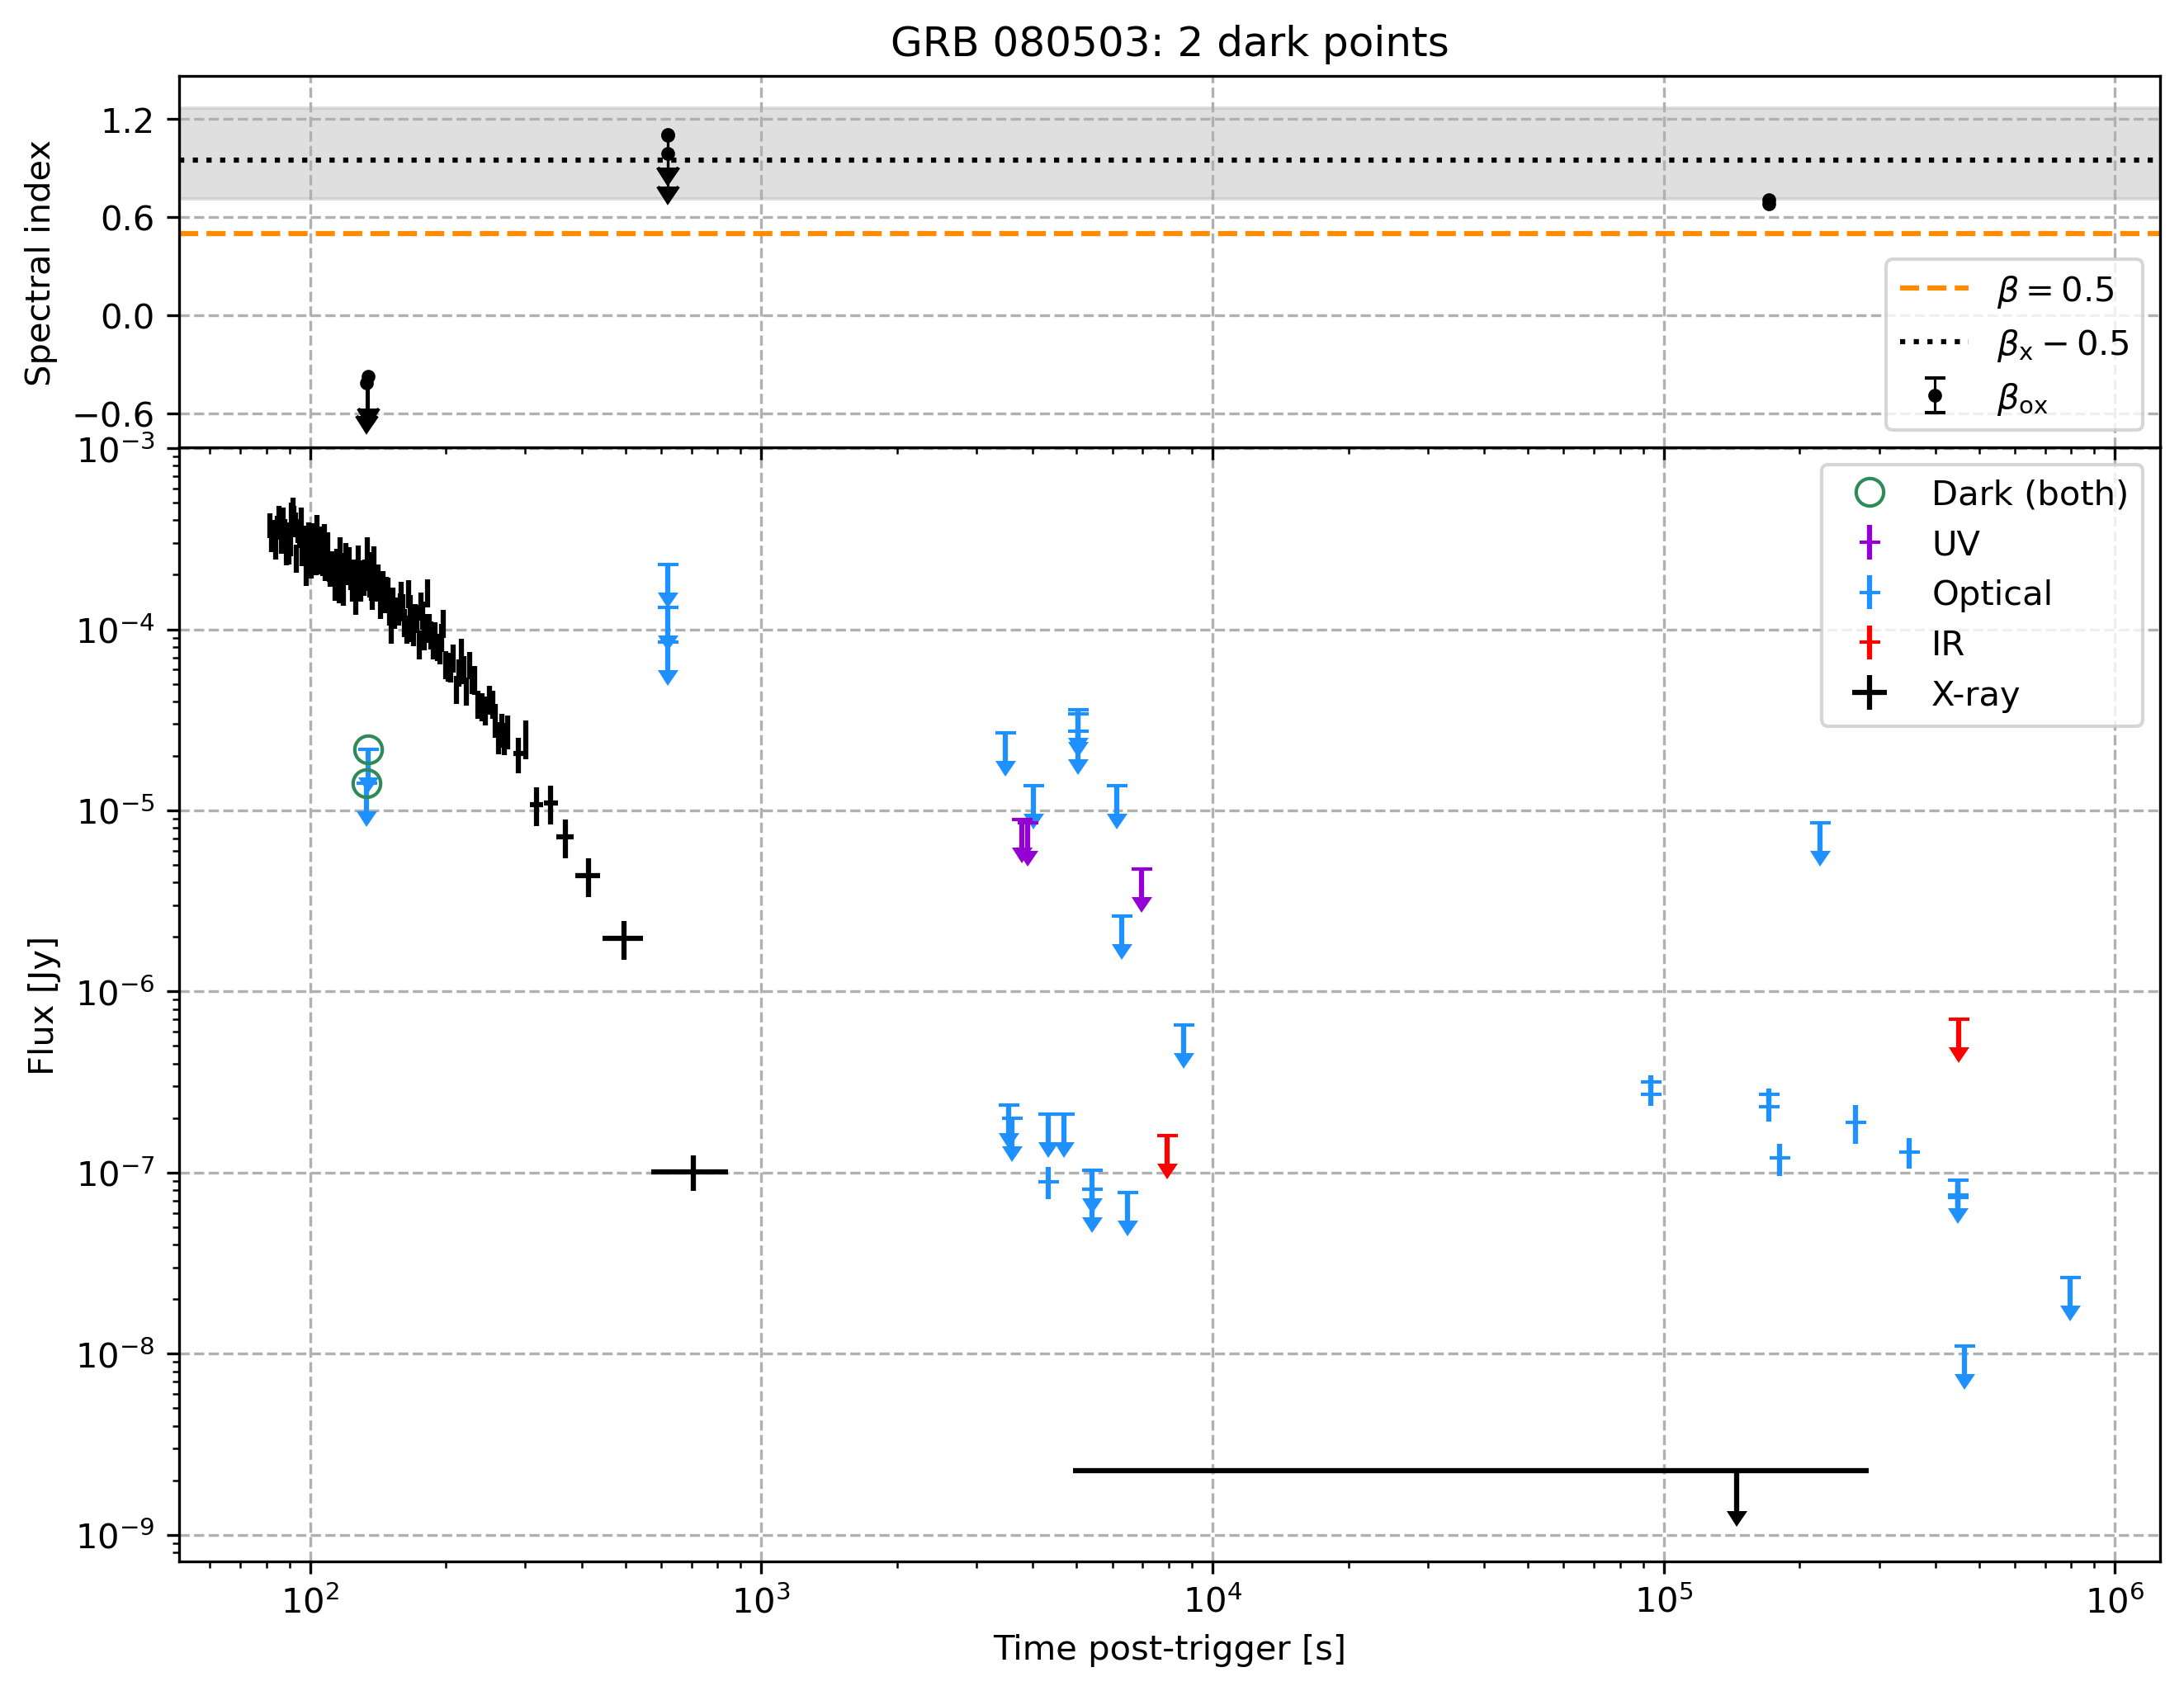 GRB 080503: 2 dark points
Spectral index
1.2
0.6
0.0
−0.6
β = 0.5
βx − 0.5
βox
Flux [Jy]
10−3
10−4
10−5
10−6
10−7
10−8
10−9
Dark (both)
UV
Optical
IR
X-ray
102 103 104 105 106
Time post-trigger [s]